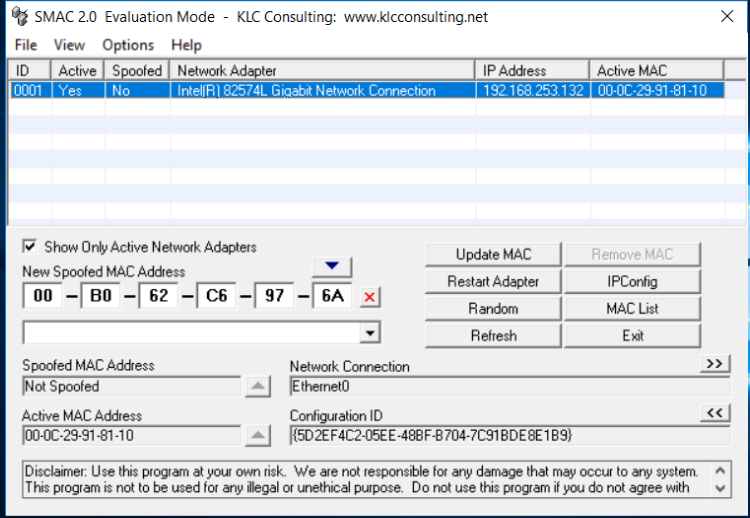 SMAC 2.0  Evaluation Mode  -  KLC Consulting:  www.klcconsulting.net
File View Options Help
ID Active Spoofed Network Adapter IP Address Active MAC
0001 Yes No Intel(R) 82574L Gigabit Network Connection 192.168.253.132 00-0C-29-91-81-10
Show Only Active Network Adapters
New Spoofed MAC Address
00 - B0 - 62 - C6 - 97 - 6A
Update MAC Remove MAC
Restart Adapter IPConfig
Random MAC List
Refresh Exit
Spoofed MAC Address
Not Spoofed
Network Connection >>
Ethernet0
Active MAC Address
00-0C-29-91-81-10
Configuration ID <<
{5D2EF4C2-05EE-48BF-B704-7C91BDE8E1B9}
Disclaimer: Use this program at your own risk.  We are not responsible for any damage that may occur to any system.
This program is not to be used for any illegal or unethical purpose.  Do not use this program if you do not agree with